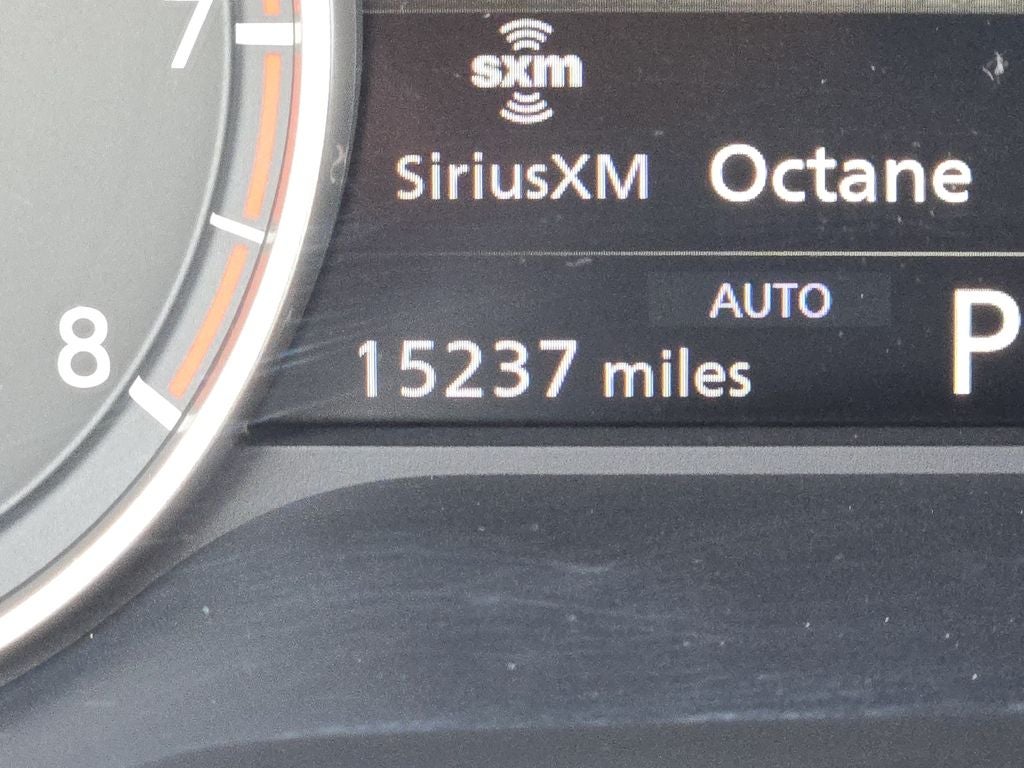 7
sxm
SiriusXM Octane
AUTO
8
15237 miles
P